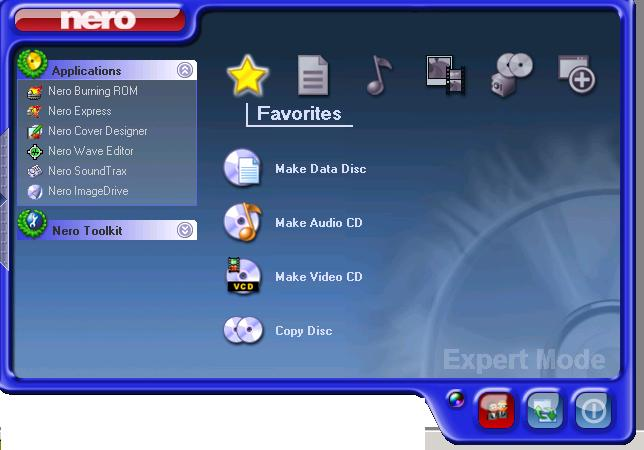 nero
Applications
Nero Burning ROM
Nero Express
Nero Cover Designer
Nero Wave Editor
Nero SoundTrax
Nero ImageDrive
Nero Toolkit
Favorites
Make Data Disc
Make Audio CD
VCD
Make Video CD
Copy Disc
Expert Mode